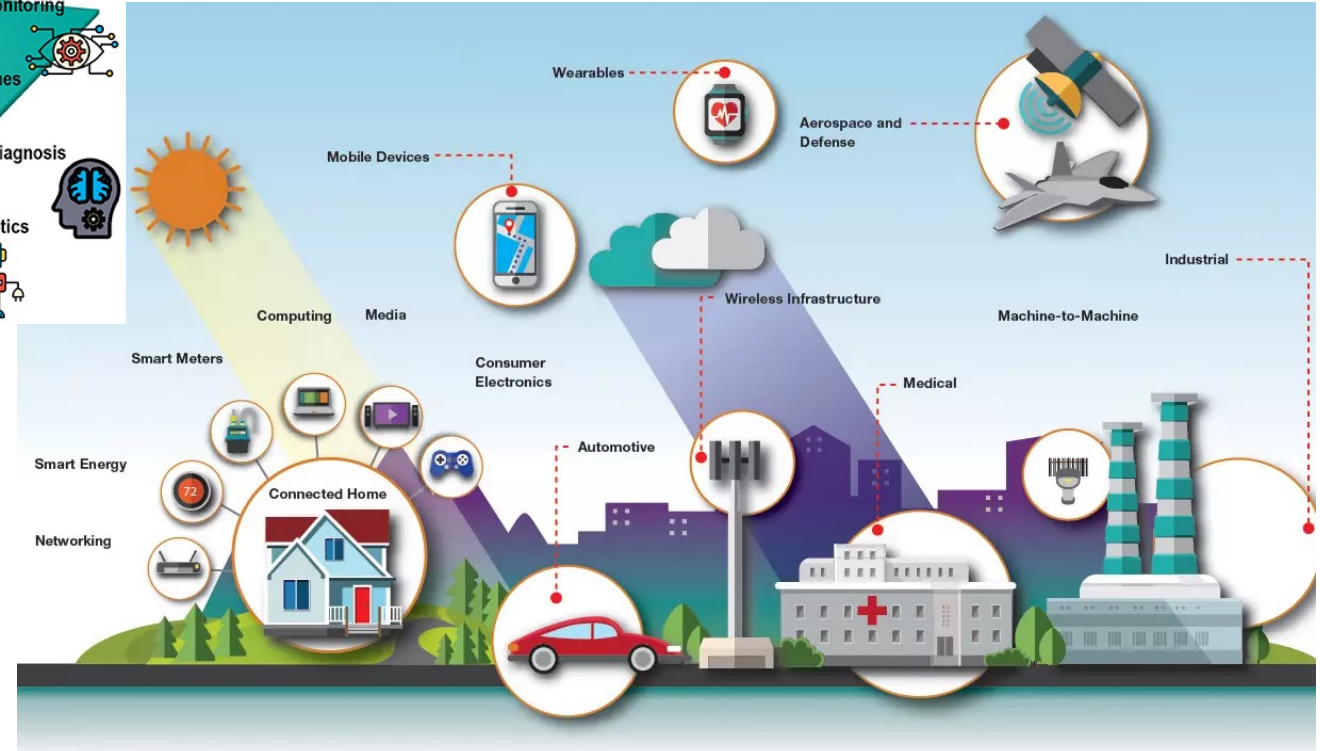 Wearables
Aerospace and
Defense
Mobile Devices
Industrial
Wireless Infrastructure
Computing
Media
Machine-to-Machine
Smart Meters
Consumer
Electronics
Medical
Automotive
Smart Energy
72
Connected Home
Networking